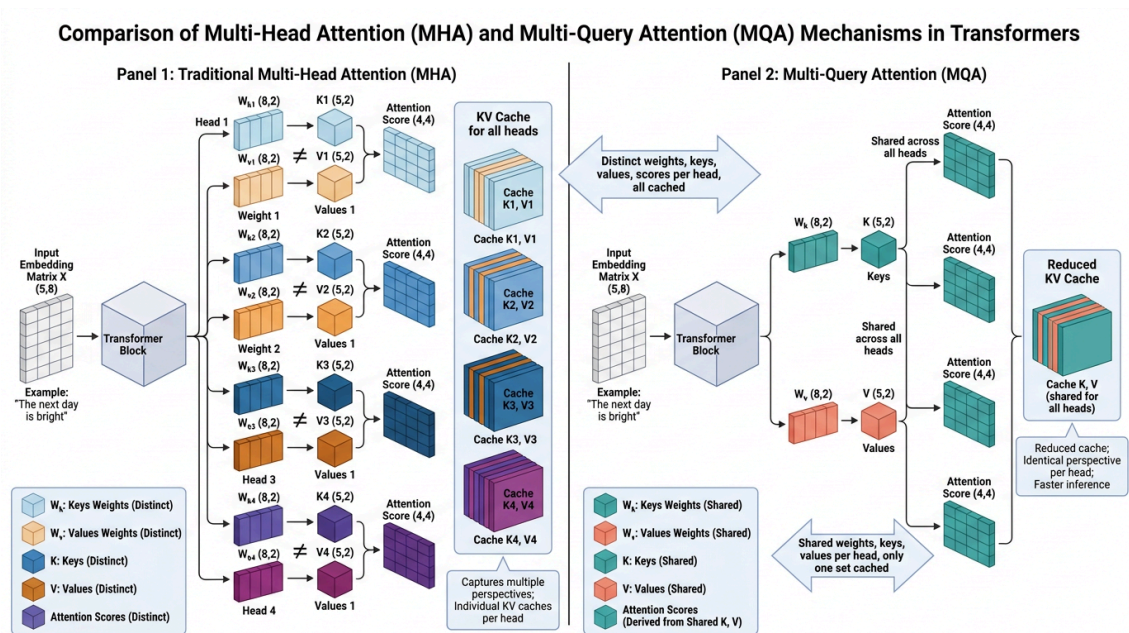 Comparison of Multi-Head Attention (MHA) and Multi-Query Attention (MQA) Mechanisms in Transformers
Panel 1: Traditional Multi-Head Attention (MHA)
Input
Embedding
Matrix X
(5,8)
Example:
"The next day
is bright"
Transformer
Block
Head 1
Wk1 (8,2)
K1 (5,2)
Wv1 (8,2)
≠
V1 (5,2)
Weight 1
Values 1
Attention
Score (4,4)
Wk2 (8,2)
K2 (5,2)
Wv2 (8,2)
≠
V2 (5,2)
Weight 2
Values 1
Attention
Score (4,4)
Wk3 (8,2)
K3 (5,2)
Wo3 (8,2)
≠
V3 (5,2)
Head 3
Values 1
Attention
Score (4,4)
Wk4 (8,2)
K4 (5,2)
Wo4 (8,2)
≠
V4 (5,2)
Head 4
Values 1
Attention
Score (4,4)
KV Cache
for all heads
Cache
K1, V1
Cache K1, V1
Cache
K2, V2
Cache K2, V2
Cache
K3, V3
Cache K3, V3
Cache
K4, V4
Cache K4, V4
Captures multiple
perspectives;
Individual KV caches
per head
Wk: Keys Weights (Distinct)
Wv: Values Weights (Distinct)
K: Keys (Distinct)
V: Values (Distinct)
Attention Scores (Distinct)
Distinct weights, keys,
values, scores per head,
all cached
Panel 2: Multi-Query Attention (MQA)
Input
Embedding
Matrix X
(5,8)
Example:
"The next day
is bright"
Transformer
Block
Wk (8,2)
K (5,2)
Keys
Wv (8,2)
V (5,2)
Values
Shared across
all heads
Shared
across all
heads
Attention
Score (4,4)
Attention
Score (4,4)
Attention
Score (4,4)
Attention
Score (4,4)
Reduced
KV Cache
Cache K, V
(shared for
all heads)
Reduced cache;
Identical perspective
per head;
Faster inference
Wk: Keys Weights (Shared)
Wv: Values Weights (Shared)
K: Keys (Shared)
V: Values (Shared)
Attention Scores
(Derived from Shared K, V)
Shared weights, keys,
values per head, only
one set cached